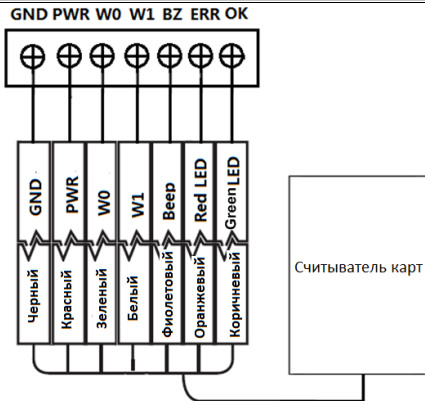 GND PWR W0 W1 BZ ERR OK
GND
PWR
W0
W1
Beep
Red LED
Green LED
Черный
Красный
Зеленый
Белый
Фиолетовый
Оранжевый
Коричневый
Считыватель карт